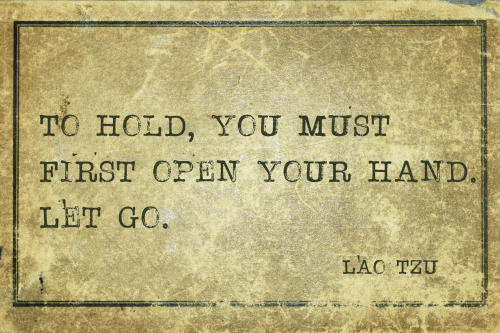 TO HOLD, YOU MUST
FIRST OPEN YOUR HAND.
LET GO.
LAO TZU